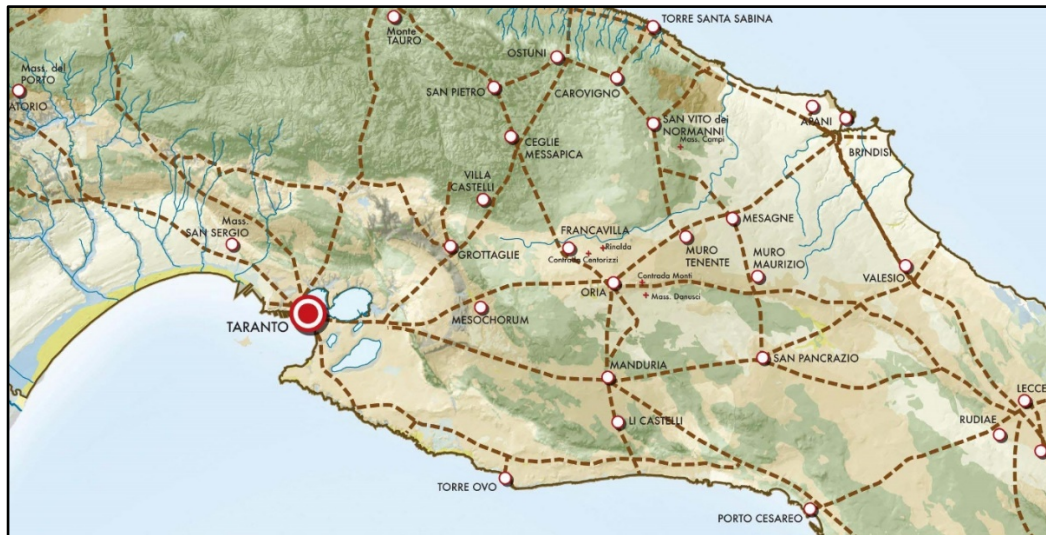 TORRE SANTA SABINA
Monte
TAURO
OSTUNI
Mass. del
PORTO
ATORIO
SAN PIETRO
CAROVIGNO
APANI
SAN VITO dei
NORMANNI
Mass. Campi
BRINDISI
CEGLIE
MESSAPICA
VILLA
CASTELLI
Mass.
SAN SERGIO
GROTTAGLIE
FRANCAVILLA
Rinalda
Contrada Centorizzi
MESAGNE
MURO
TENENTE
MURO
MAURIZIO
Contrada Monti
ORIA
Mass. Danusci
VALESIO
TARANTO
MESOCHORUM
MANDURIA
SAN PANCRAZIO
LECCE
LI CASTELLI
RUDIAE
TORRE OVO
PORTO CESAREO